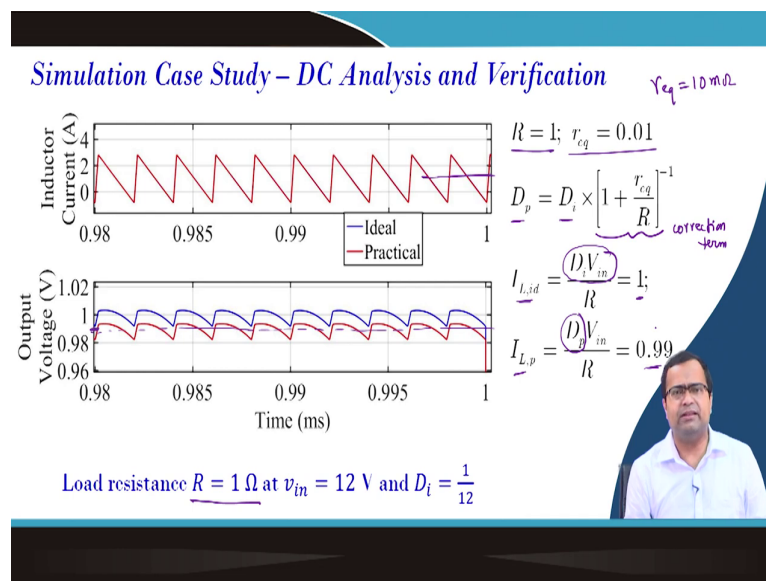 Simulation Case Study – DC Analysis and Verification
r_eq = 10 mΩ
Inductor
Current (A)
4
2
0
0.98
0.985
0.99
0.995
1
Ideal
Practical
Output
Voltage (V)
1.02
1
0.98
0.96
0.98
0.985
0.99
0.995
1
Time (ms)
R = 1; r_eq = 0.01
D_p = D_i × [1 + r_eq/R]^-1
correction
term
I_L,id = D_i V_in / R = 1;
I_L,p = D_p V_in / R = 0.99
Load resistance R = 1 Ω at v_in = 12 V and D_i = 1/12